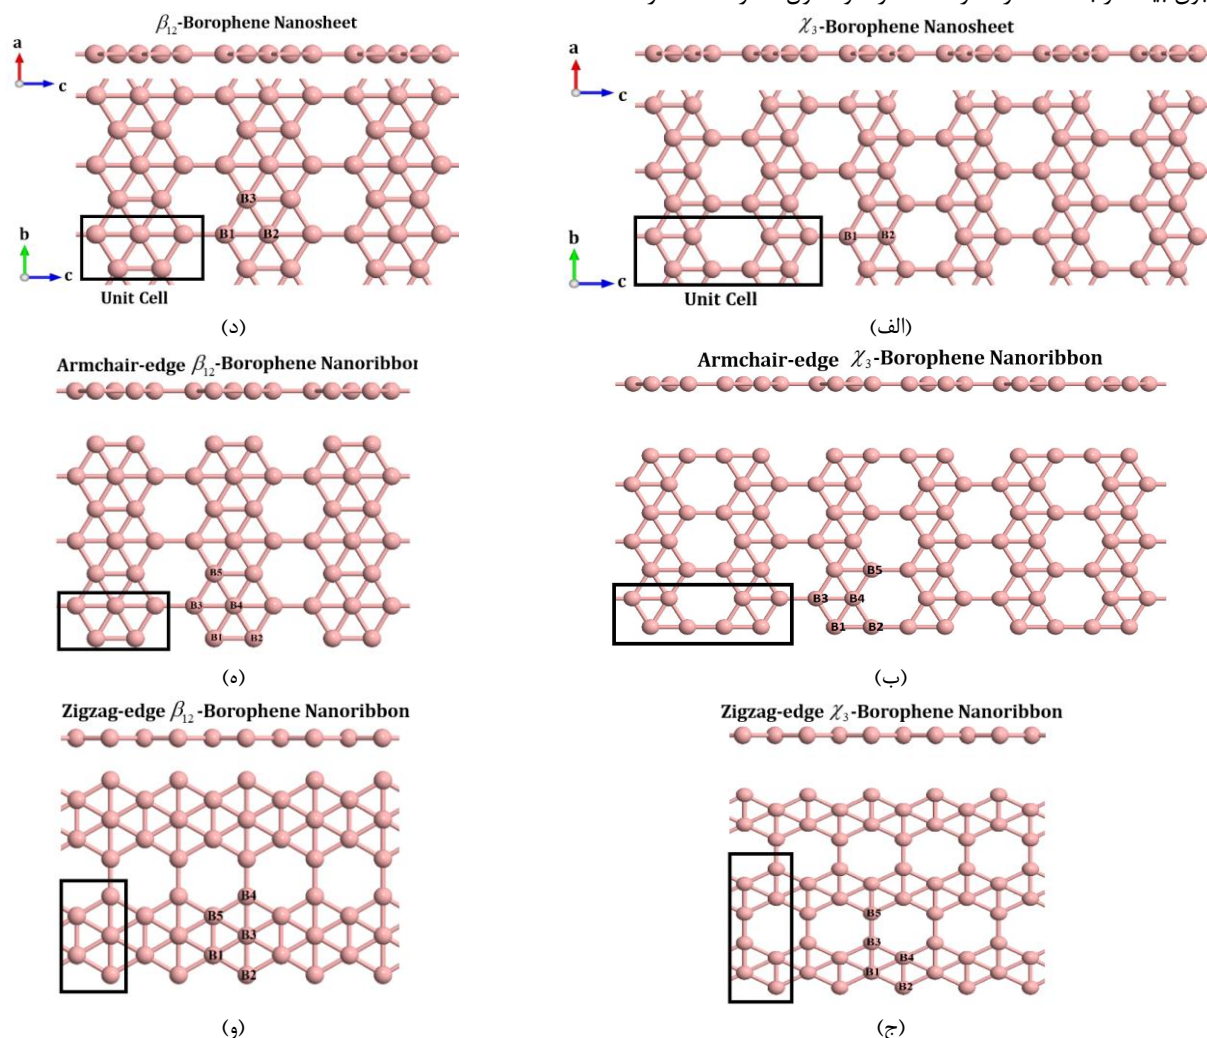 β12-Borophene Nanosheet
χ3-Borophene Nanosheet
a
c
a
c
B3
B1 B2
b
c
Unit Cell
B1 B2
b
c
Unit Cell
(د)
(الف)
Armchair-edge β12-Borophene Nanoribbon
Armchair-edge χ3-Borophene Nanoribbon
B5
B3 B4
B1 B2
B5
B3 B4
B1 B2
(ه)
(ب)
Zigzag-edge β12-Borophene Nanoribbon
Zigzag-edge χ3-Borophene Nanoribbon
B4
B5
B3
B1
B2
B5
B3
B4
B1
B2
(و)
(ج)